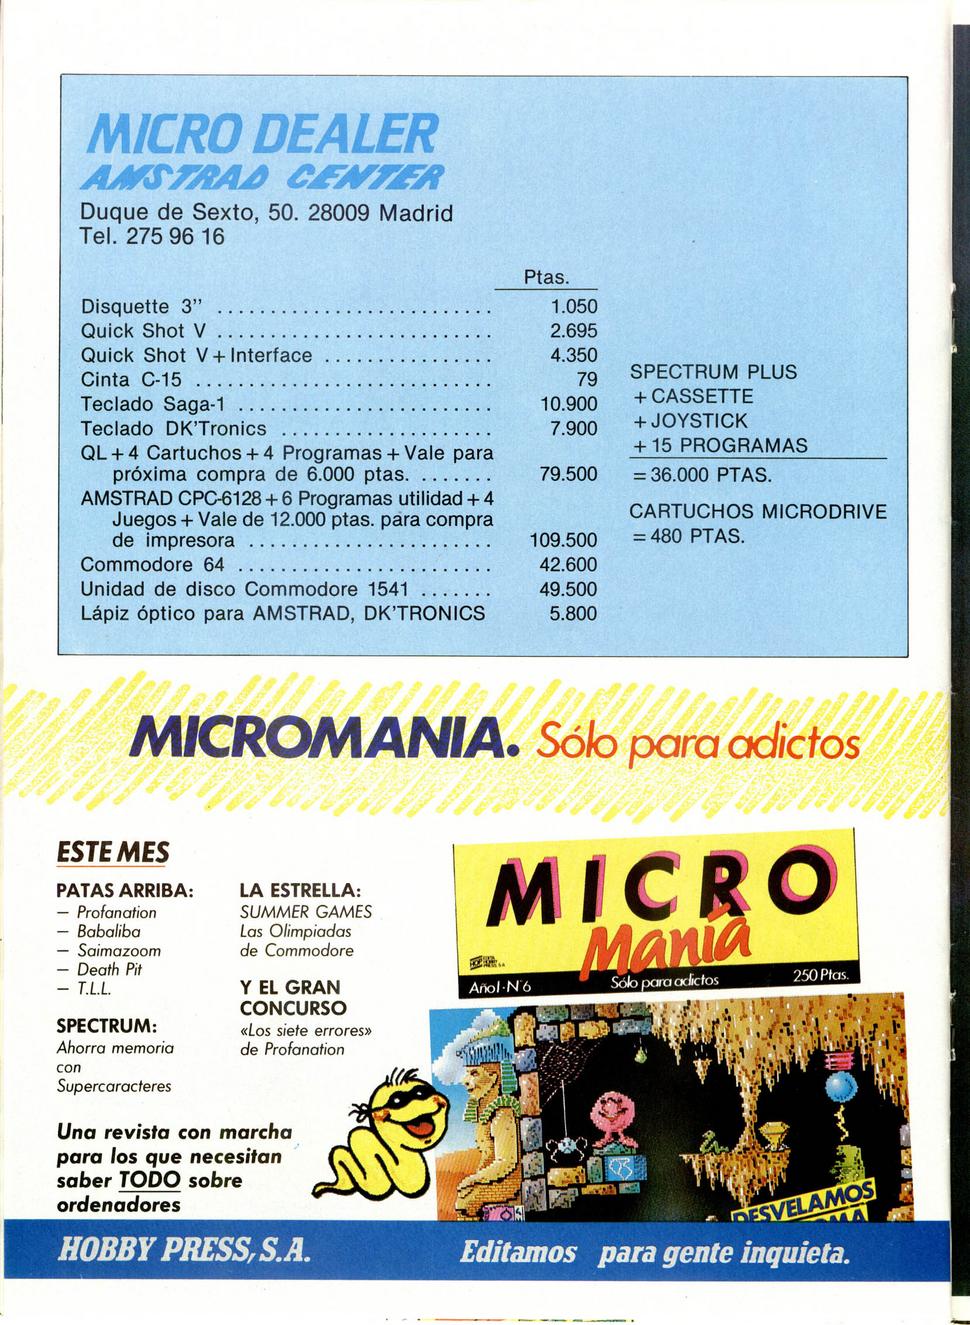 MICRO DEALER
AMSTRAD CENTER
Duque de Sexto, 50. 28009 Madrid
Tel. 275 96 16
Ptas.
Disquette 3" .......................... 1.050
Quick Shot V .......................... 2.695
Quick Shot V + Interface ................ 4.350
Cinta C-15 ............................ 79
Teclado Saga-1 ........................ 10.900
Teclado DK'Tronics .................... 7.900
QL + 4 Cartuchos + 4 Programas + Vale para
próxima compra de 6.000 ptas. ....... 79.500
AMSTRAD CPC-6128 + 6 Programas utilidad + 4
Juegos + Vale de 12.000 ptas. para compra
de impresora ....................... 109.500
Commodore 64 ........................ 42.600
Unidad de disco Commodore 1541 ....... 49.500
Lápiz óptico para AMSTRAD, DK'TRONICS 5.800
SPECTRUM PLUS
+ CASSETTE
+ JOYSTICK
+ 15 PROGRAMAS
= 36.000 PTAS.
CARTUCHOS MICRODRIVE
= 480 PTAS.
MICROMANIA. Sólo para adictos
ESTE MES
PATAS ARRIBA:
— Profanation
— Babaliba
— Saimazoom
— Death Pit
— T.L.L.
SPECTRUM:
Ahorra memoria
con
Supercaracteres
LA ESTRELLA:
SUMMER GAMES
Las Olimpiadas
de Commodore
Y EL GRAN
CONCURSO
«Los siete errores»
de Profanation
Una revista con marcha
para los que necesitan
saber TODO sobre
ordenadores
MICRO
Manía
Año I · N.º 6
Sólo para adictos
250 Ptas.
DESVELAMOS
HOBBY PRESS, S.A.
Editamos para gente inquieta.